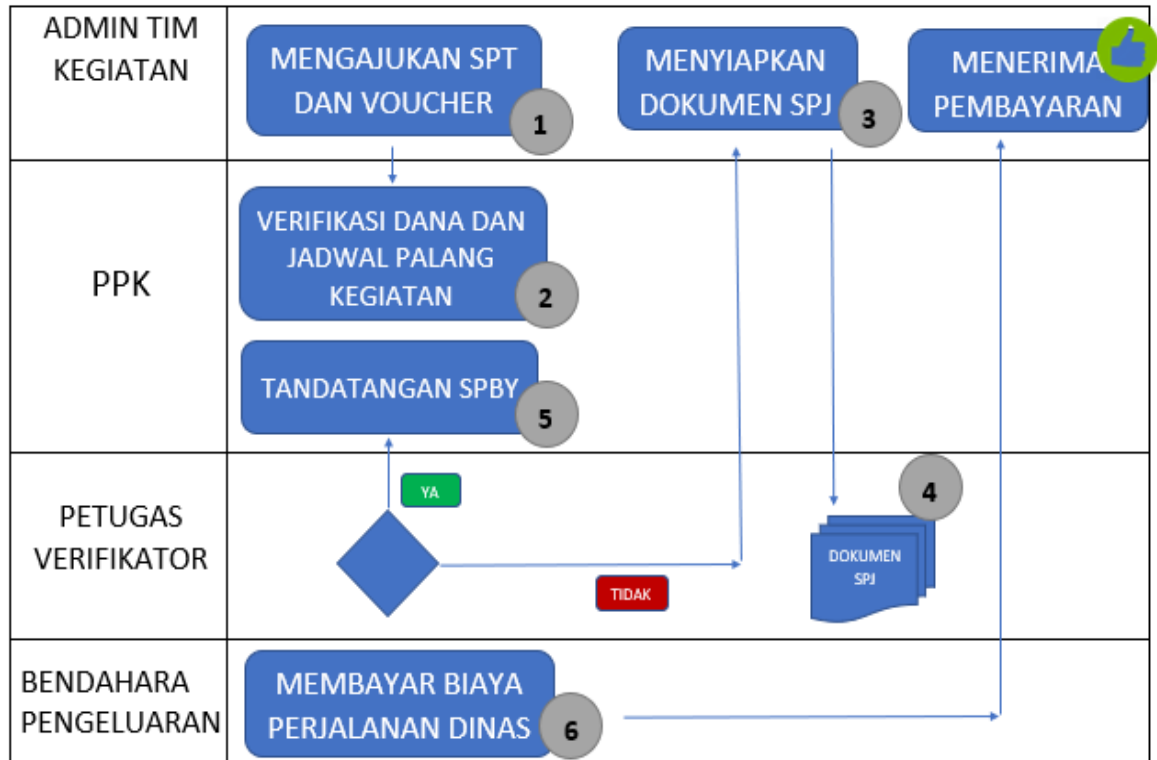 ADMIN TIM
KEGIATAN
MENGAJUKAN SPT
DAN VOUCHER
1
MENYIAPKAN
DOKUMEN SPJ
3
MENERIMA
PEMBAYARAN
PPK
VERIFIKASI DANA DAN
JADWAL PALANG
KEGIATAN
2
TANDATANGAN SPBY
5
PETUGAS
VERIFIKATOR
YA
TIDAK
4
DOKUMEN
SPJ
BENDAHARA
PENGELUARAN
MEMBAYAR BIAYA
PERJALANAN DINAS
6